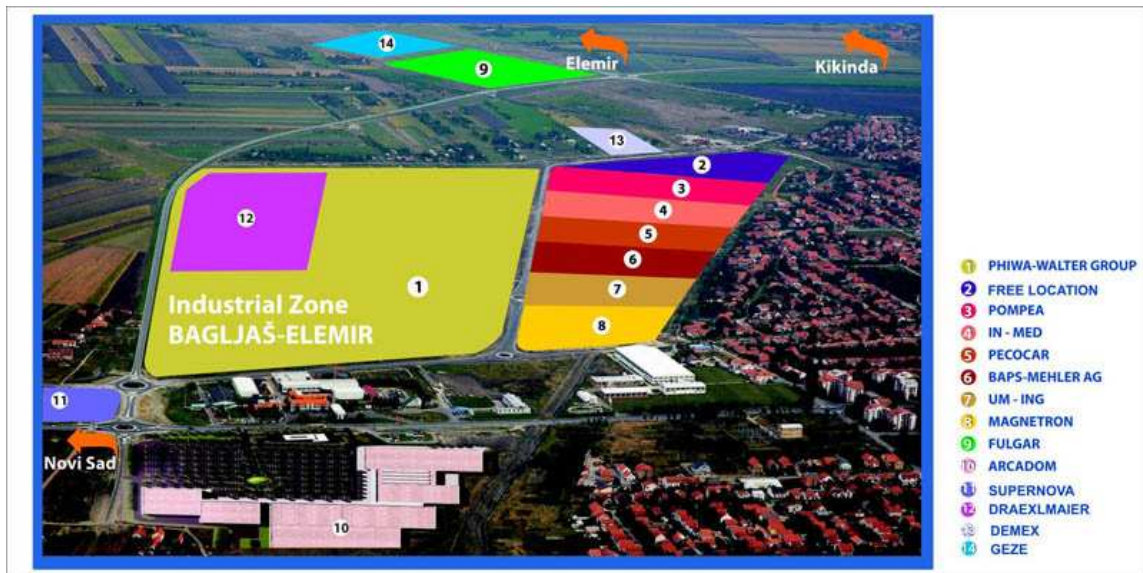 14
Elemir
Kikinda
9
13
2
3
12
4
5
6
1
7
Industrial Zone
BAGLJAŠ-ELEMIR
8
11
Novi Sad
10
1 PHIWA-WALTER GROUP
2 FREE LOCATION
3 POMPEA
4 IN - MED
5 PECOCAR
6 BAPS-MEHLER AG
7 UM - ING
8 MAGNETRON
9 FULGAR
10 ARCADOM
11 SUPERNOVA
12 DRAEXLMAIER
13 DEMEX
14 GEZE